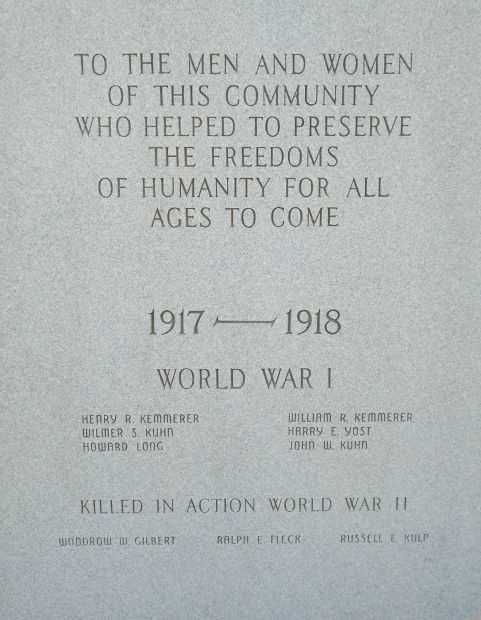 TO THE MEN AND WOMEN
OF THIS COMMUNITY
WHO HELPED TO PRESERVE
THE FREEDOMS
OF HUMANITY FOR ALL
AGES TO COME
1917 — 1918
WORLD WAR I
HENRY R. KEMMERER WILLIAM R. KEMMERER
WILMER S. KUHN HARRY E. YOST
HOWARD LONG JOHN W. KUHN
KILLED IN ACTION WORLD WAR II
WOODROW W. GILBERT RALPH E. FLECK RUSSELL E. KULP